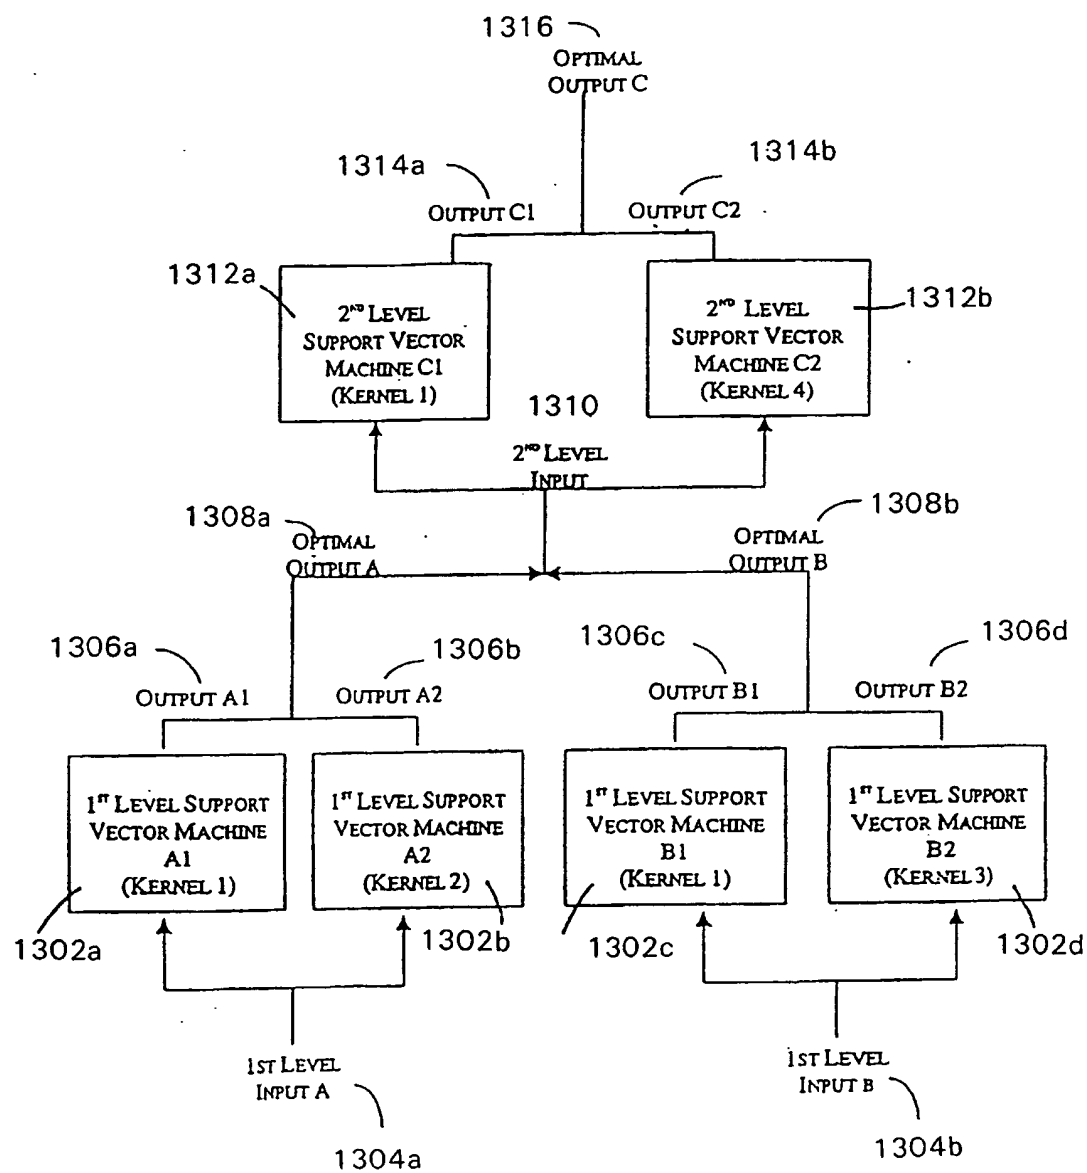 1316
OPTIMAL
OUTPUT C
1314a
1314b
OUTPUT C1
OUTPUT C2
1312a
1312b
2ND LEVEL
SUPPORT VECTOR
MACHINE C1
(KERNEL 1)
2ND LEVEL
SUPPORT VECTOR
MACHINE C2
(KERNEL 4)
1310
2ND LEVEL
INPUT
1308a
1308b
OPTIMAL
OUTPUT A
OPTIMAL
OUTPUT B
1306a
1306b
1306c
1306d
OUTPUT A1
OUTPUT A2
OUTPUT B1
OUTPUT B2
1ST LEVEL SUPPORT
VECTOR MACHINE
A1
(KERNEL 1)
1ST LEVEL SUPPORT
VECTOR MACHINE
A2
(KERNEL 2)
1ST LEVEL SUPPORT
VECTOR MACHINE
B1
(KERNEL 1)
1ST LEVEL SUPPORT
VECTOR MACHINE
B2
(KERNEL 3)
1302a
1302b
1302c
1302d
1ST LEVEL
INPUT A
1ST LEVEL
INPUT B
1304a
1304b